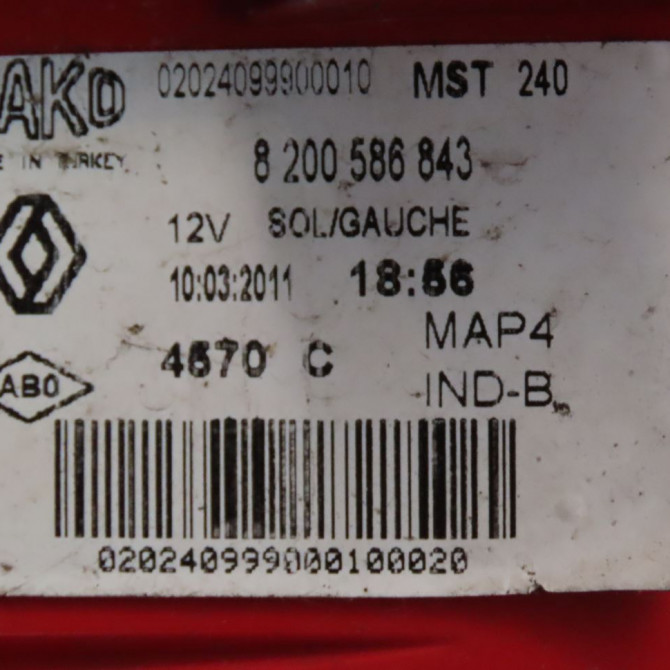 AKO 02024099900010 MST 240
E IN TURKEY 8 200 586 843
12V SOL/GAUCHE
10:03:2011 18:56
4670 C MAP4
ABO IND-B
020240999000100020